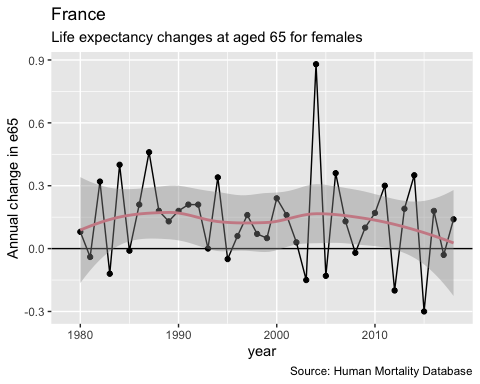 France
Life expectancy changes at aged 65 for females
Annual change in e65
0.9
0.6
0.3
0.0
-0.3
1980 1990 2000 2010
year
Source: Human Mortality Database